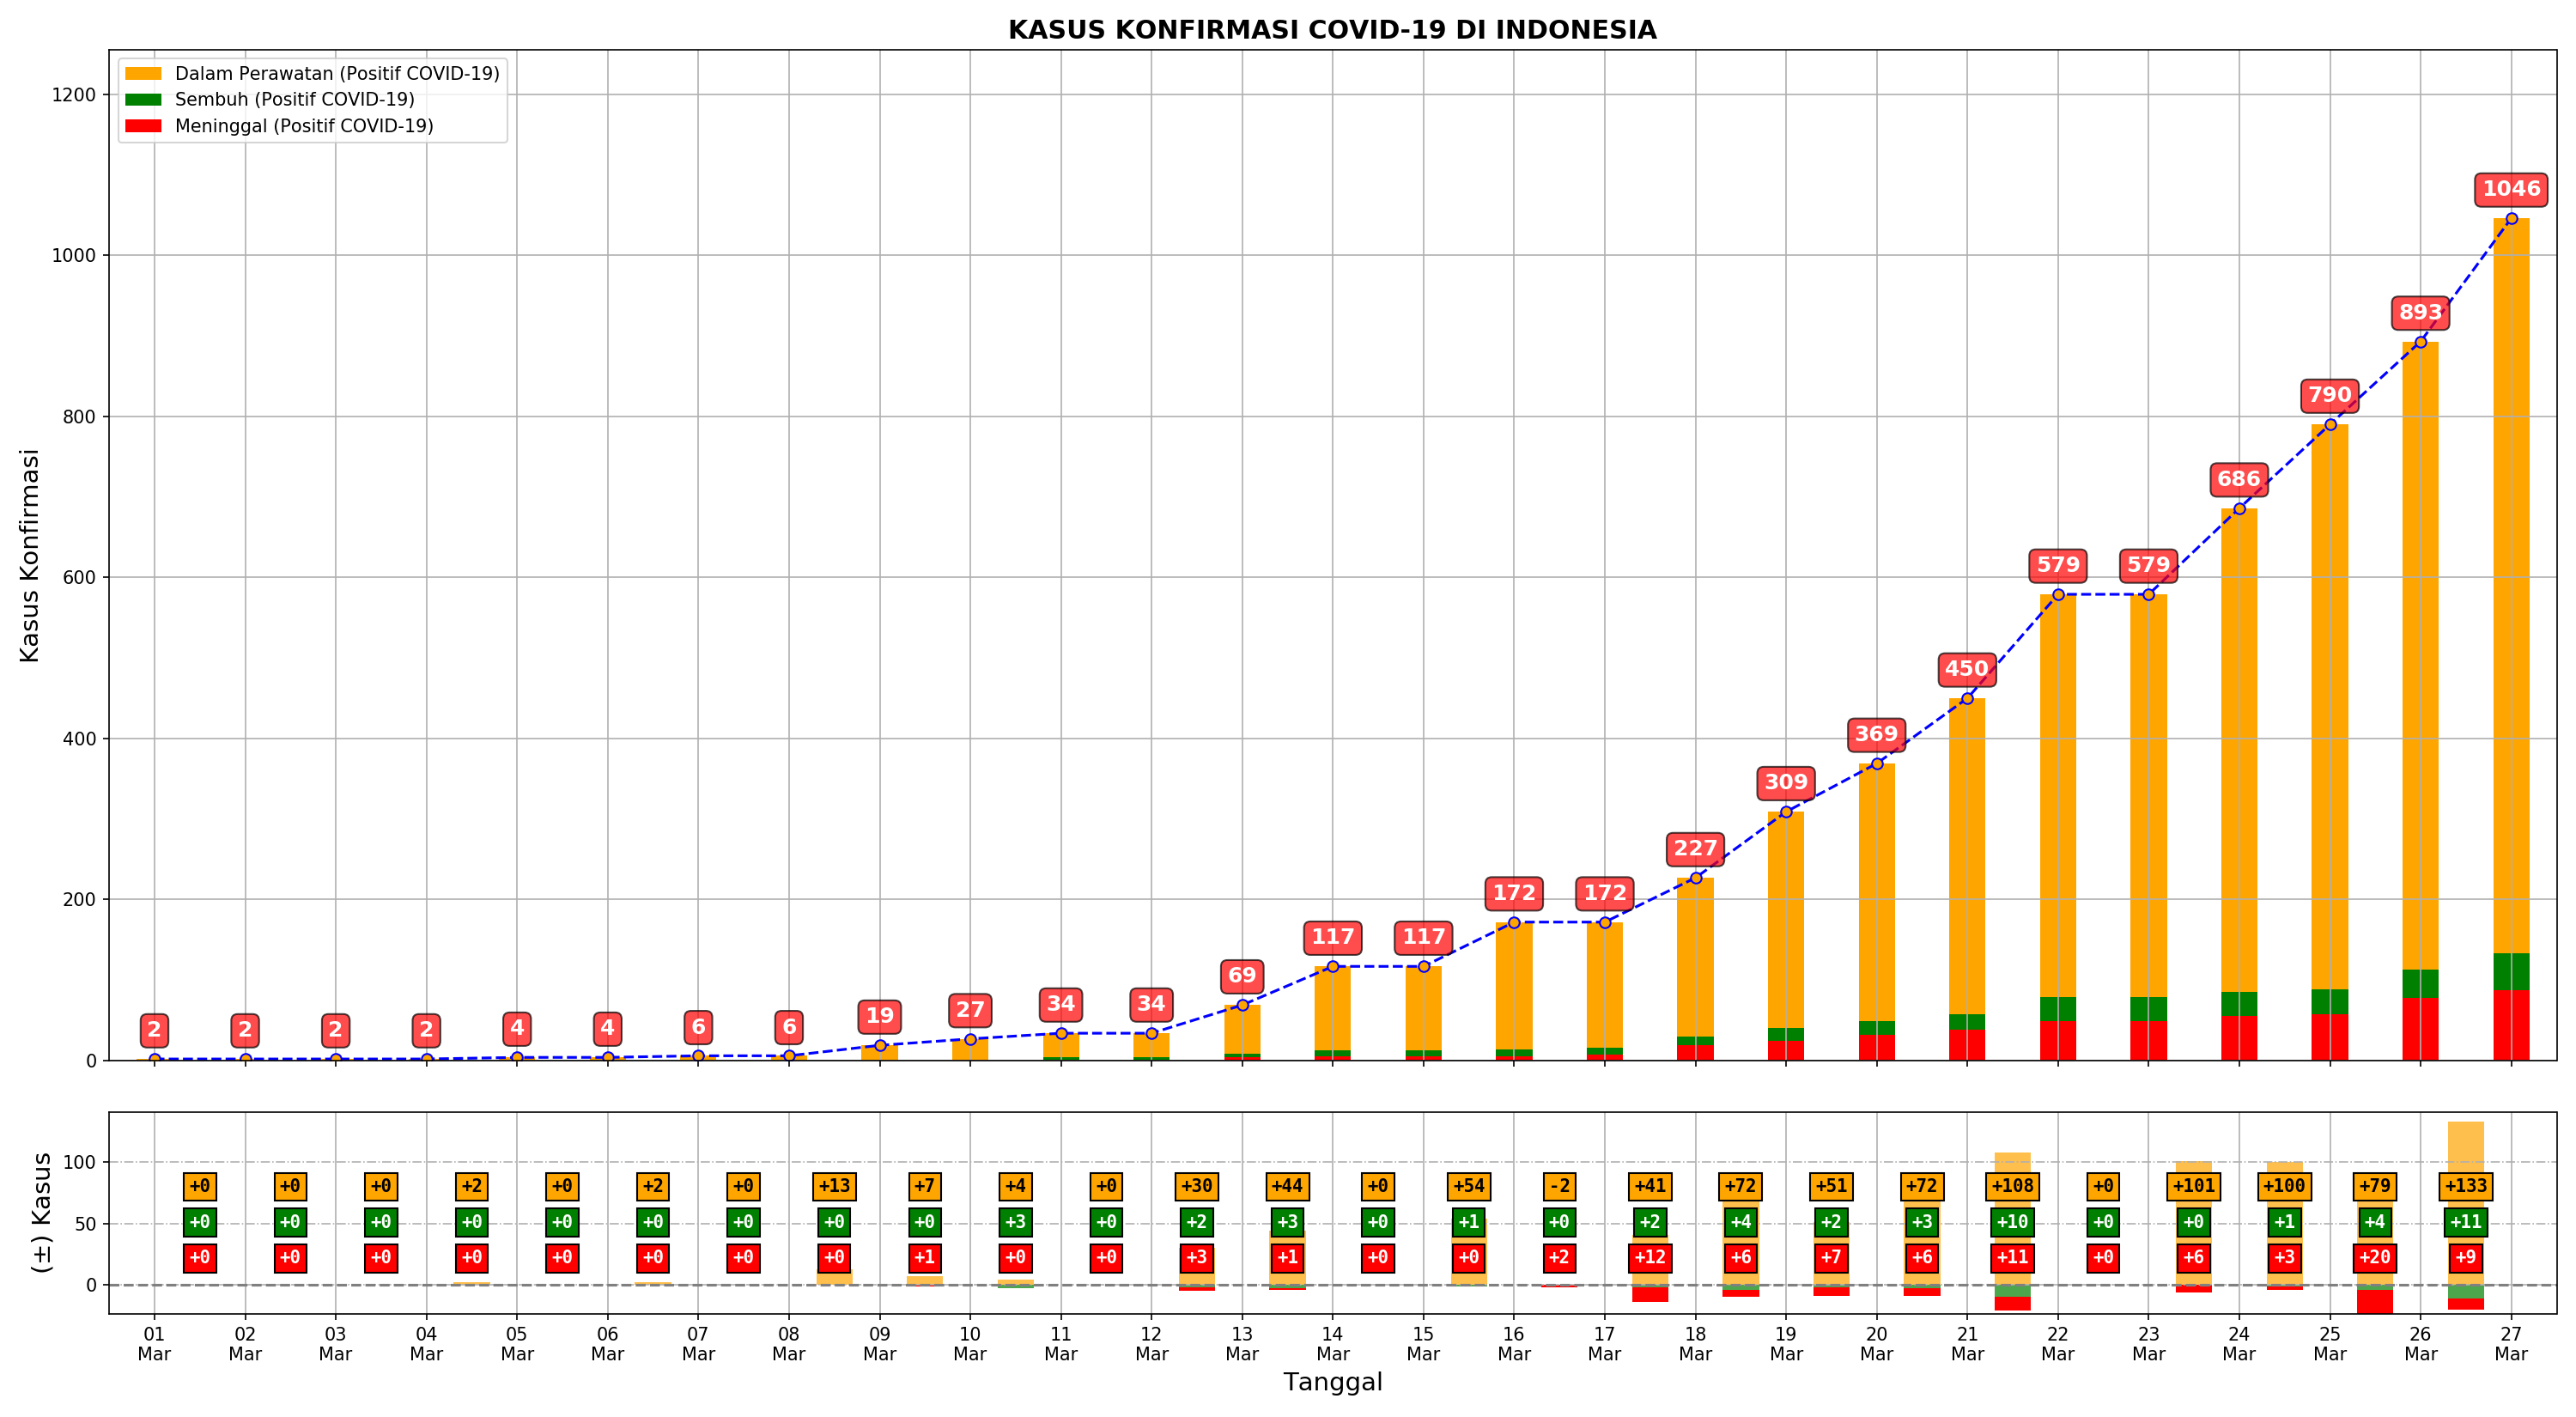 KASUS KONFIRMASI COVID-19 DI INDONESIA
Dalam Perawatan (Positif COVID-19)
Sembuh (Positif COVID-19)
Meninggal (Positif COVID-19)
Kasus Konfirmasi
1200
1000
800
600
400
200
0
2 2 2 2 4 4 6 6 19 27 34 34 69 117 117 172 172 227 309 369 450 579 579 686 790 893 1046
(±) Kasus
100
50
0
+0 +0 +0 +2 +0 +2 +0 +13 +7 +4 +0 +30 +44 +0 +54 -2 +41 +72 +51 +72 +108 +0 +101 +100 +79 +133
+0 +0 +0 +0 +0 +0 +0 +0 +0 +3 +0 +2 +3 +0 +1 +0 +2 +4 +2 +3 +10 +0 +0 +1 +4 +11
+0 +0 +0 +0 +0 +0 +0 +0 +1 +0 +0 +3 +1 +0 +0 +2 +12 +6 +7 +6 +11 +0 +6 +3 +20 +9
01 02 03 04 05 06 07 08 09 10 11 12 13 14 15 16 17 18 19 20 21 22 23 24 25 26 27
Mar Mar Mar Mar Mar Mar Mar Mar Mar Mar Mar Mar Mar Mar Mar Mar Mar Mar Mar Mar Mar Mar Mar Mar Mar Mar Mar
Tanggal